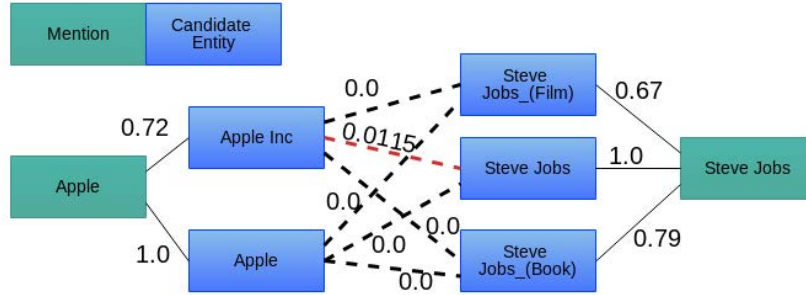 Mention
Candidate
Entity
0.0
Steve
Jobs_(Film)
0.67
0.72
Apple Inc
0.0115
Apple
Steve Jobs
1.0
Steve Jobs
0.0
0.0
1.0
Apple
0.0
0.0
Steve
Jobs_(Book)
0.79